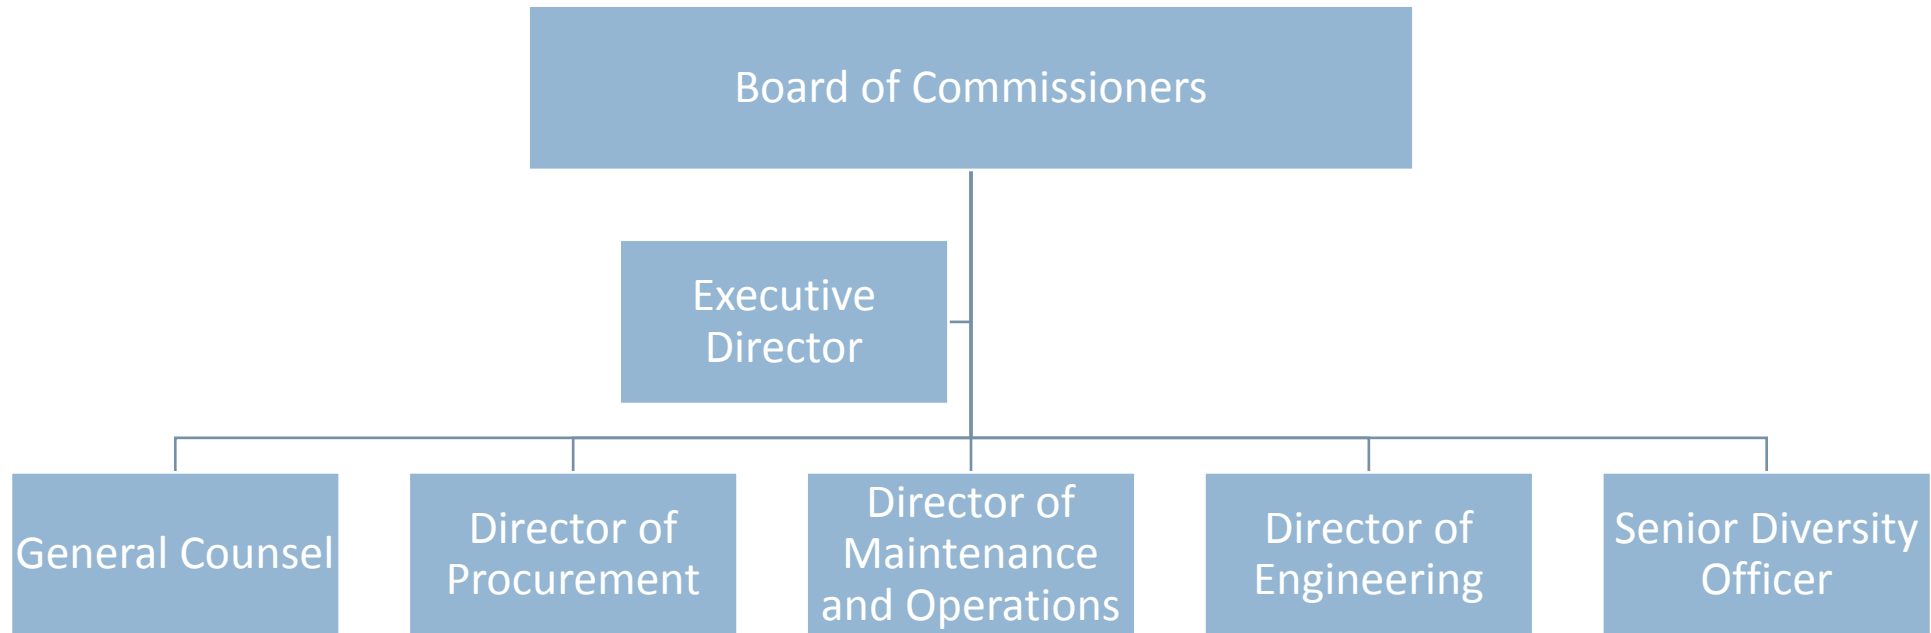 Board of Commissioners
Executive
Director
General Counsel
Director of
Procurement
Director of
Maintenance
and Operations
Director of
Engineering
Senior Diversity
Officer